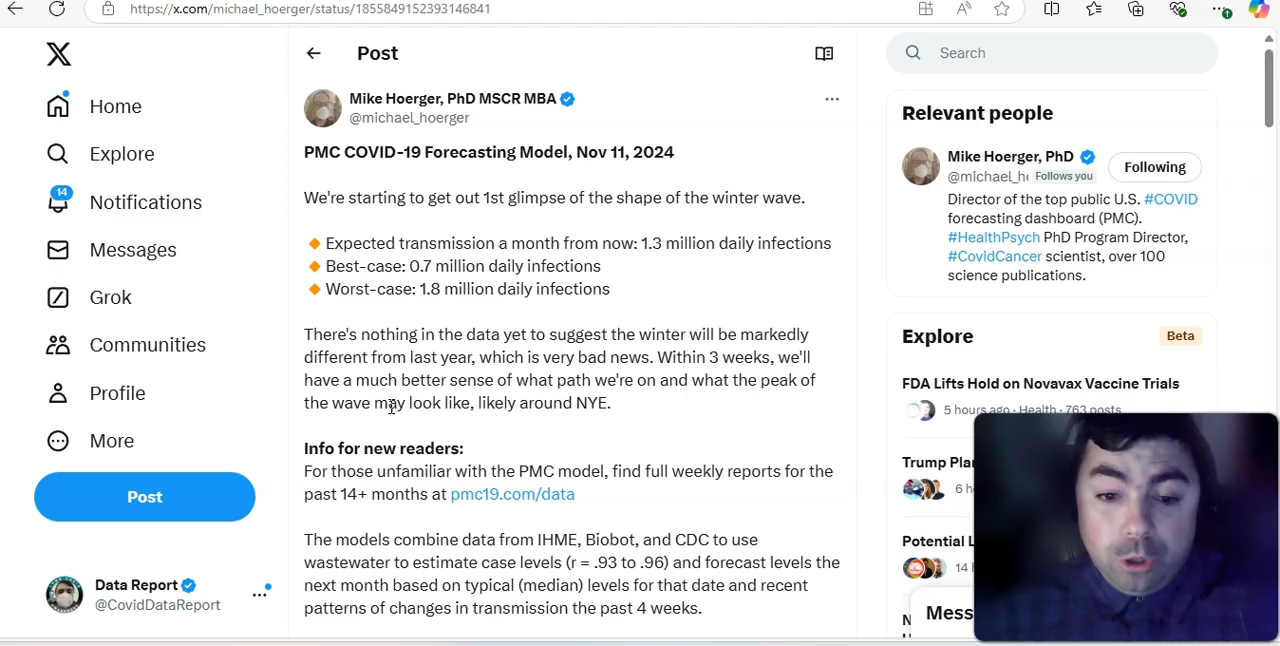 https://x.com/michael_hoerger/status/1855849152393146841
Home
Explore
14
Notifications
Messages
Grok
Communities
Profile
More
Post
Data Report
@CovidDataReport
Post
Mike Hoerger, PhD MSCR MBA
@michael_hoerger
PMC COVID-19 Forecasting Model, Nov 11, 2024
We're starting to get out 1st glimpse of the shape of the winter wave.
🔸Expected transmission a month from now: 1.3 million daily infections
🔸Best-case: 0.7 million daily infections
🔸Worst-case: 1.8 million daily infections
There's nothing in the data yet to suggest the winter will be markedly
different from last year, which is very bad news. Within 3 weeks, we'll
have a much better sense of what path we're on and what the peak of
the wave may look like, likely around NYE.
Info for new readers:
For those unfamiliar with the PMC model, find full weekly reports for the
past 14+ months at pmc19.com/data
The models combine data from IHME, Biobot, and CDC to use
wastewater to estimate case levels (r = .93 to .96) and forecast levels the
next month based on typical (median) levels for that date and recent
patterns of changes in transmission the past 4 weeks.
Search
Relevant people
Mike Hoerger, PhD
@michael_h
Follows you
Following
Director of the top public U.S. #COVID
forecasting dashboard (PMC).
#HealthPsych PhD Program Director,
#CovidCancer scientist, over 100
science publications.
Explore
Beta
FDA Lifts Hold on Novavax Vaccine Trials
5 hours ago · Health · 763 posts
Trump Plan
6 h
Potential L
14 h
Mess